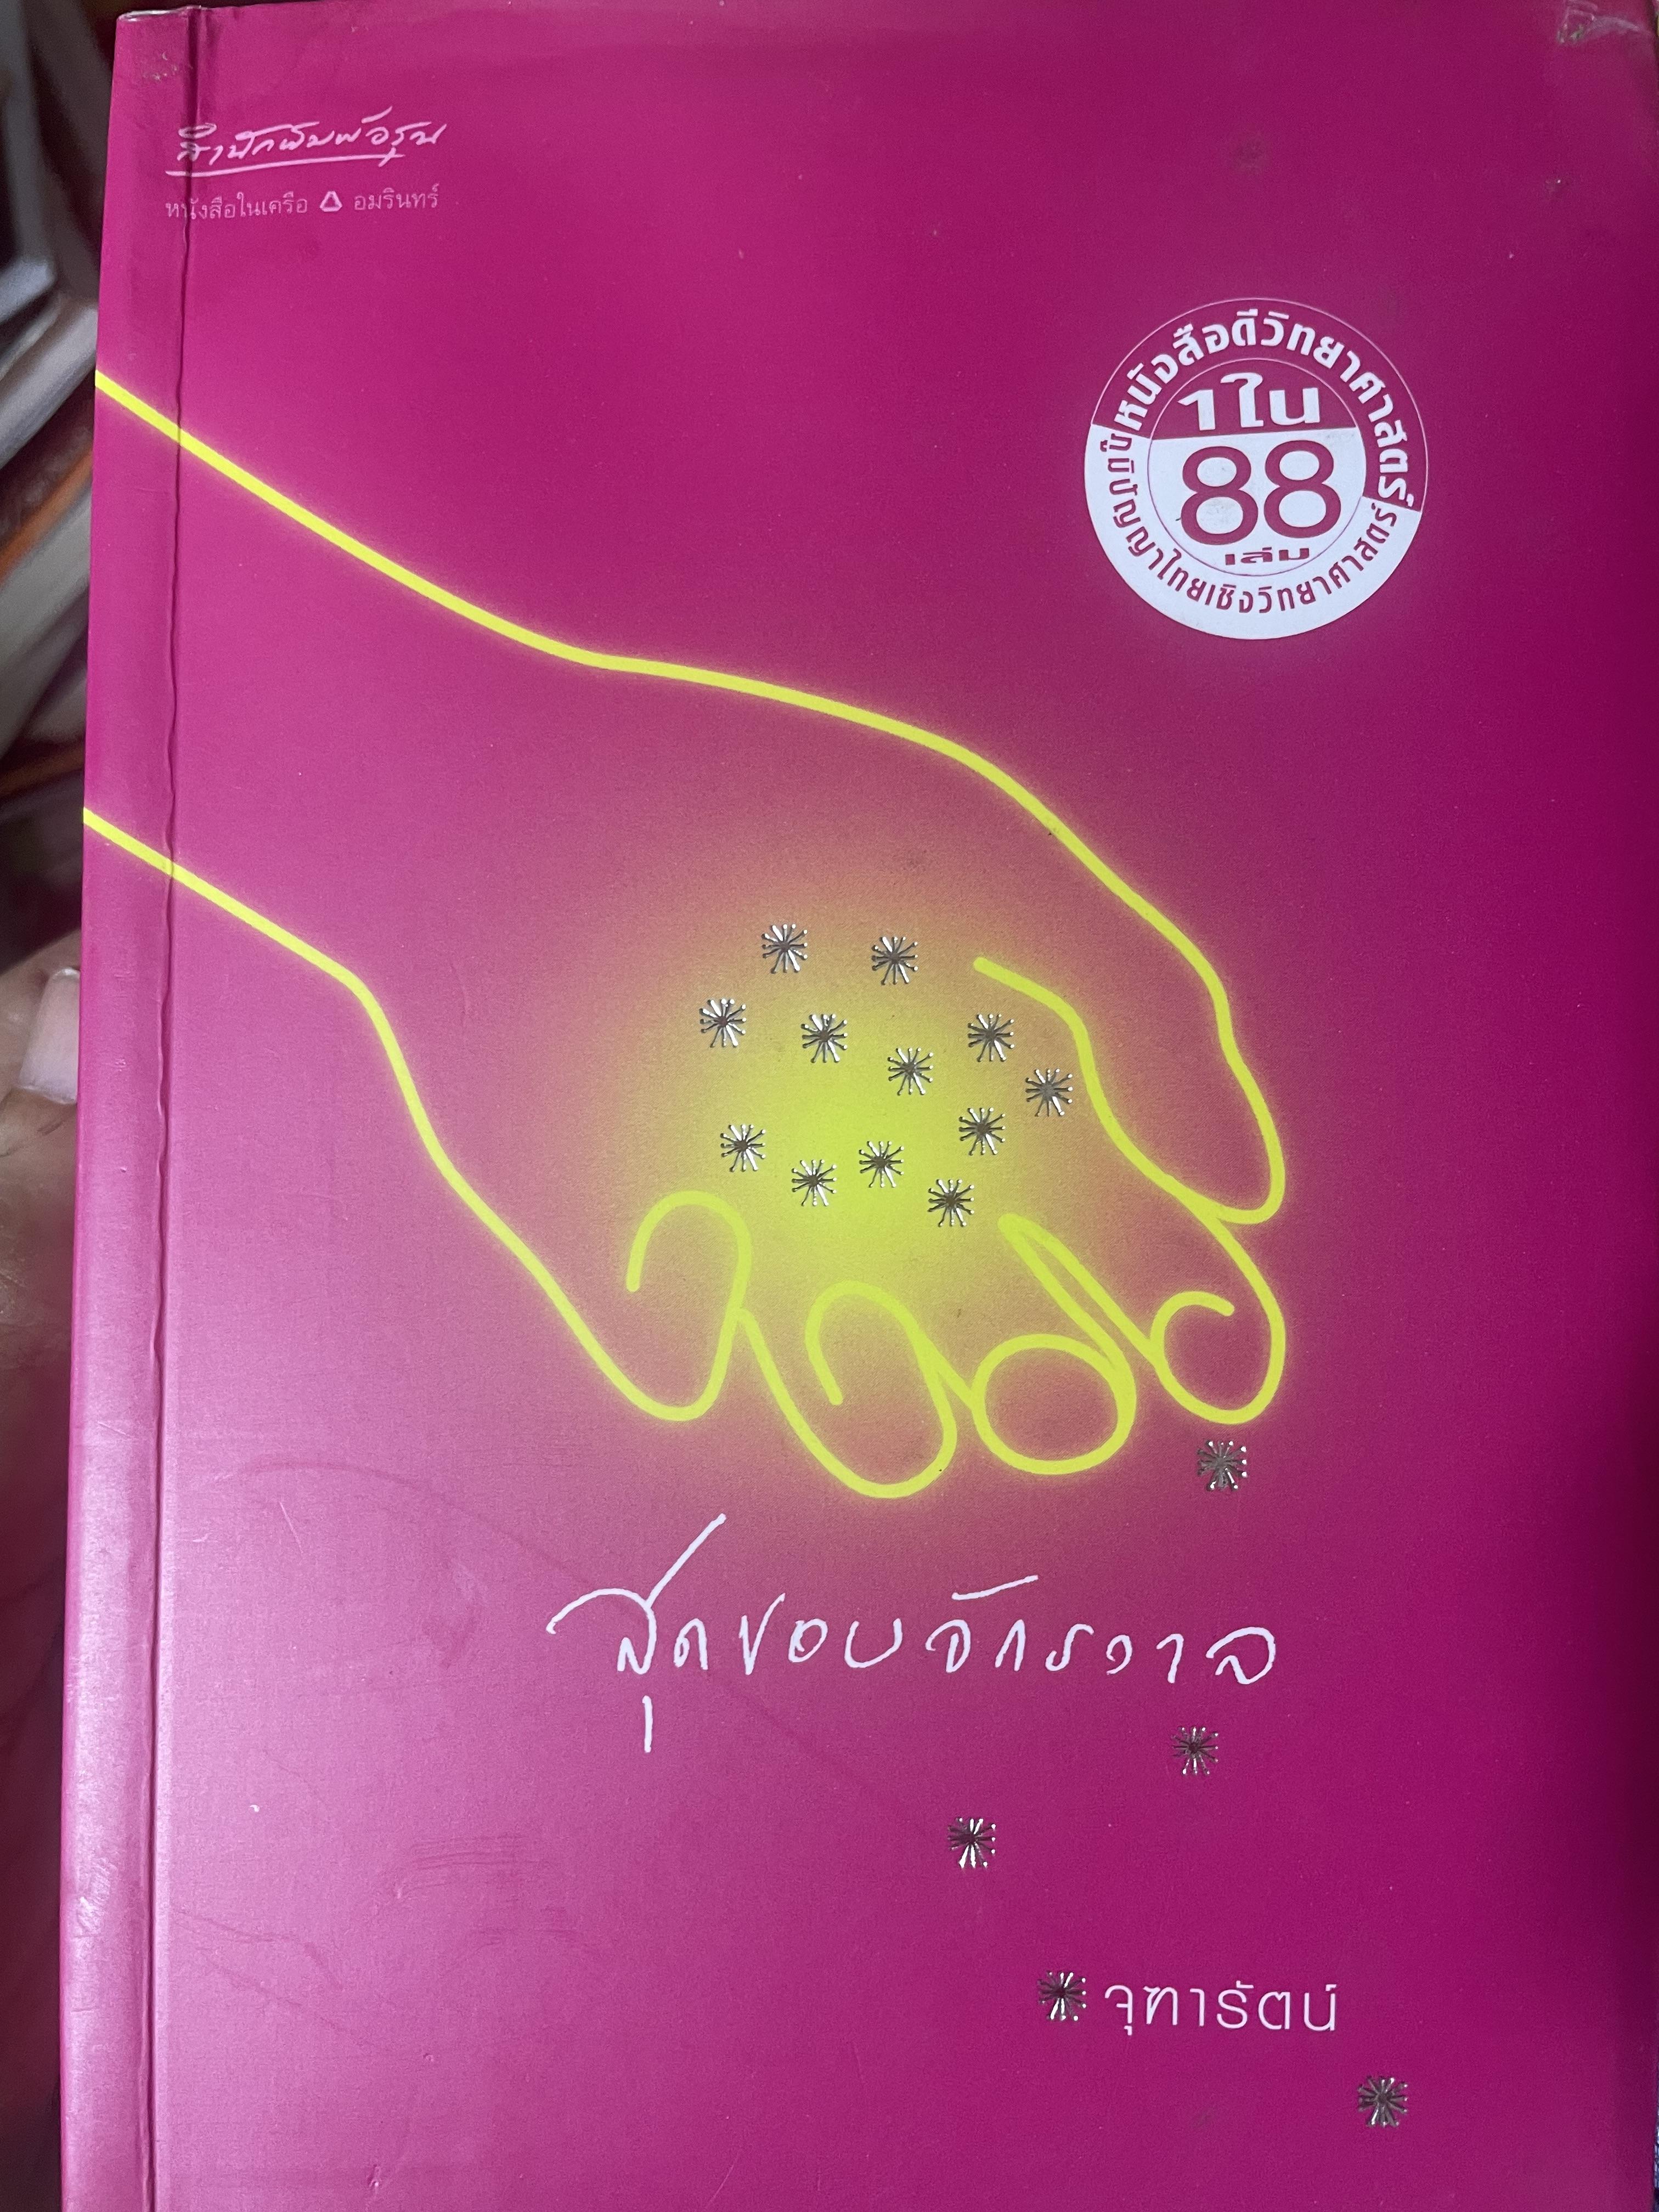 สำนักพิมพ์อรุณ
หนังสือในเครือ อมรินทร์
หนังสือดีวิทยาศาสตร์
1 ใน
88
เล่ม
ภูมิปัญญาไทยเชิงวิทยาศาสตร์
สุดขอบจักรวาล
จุฑารัตน์